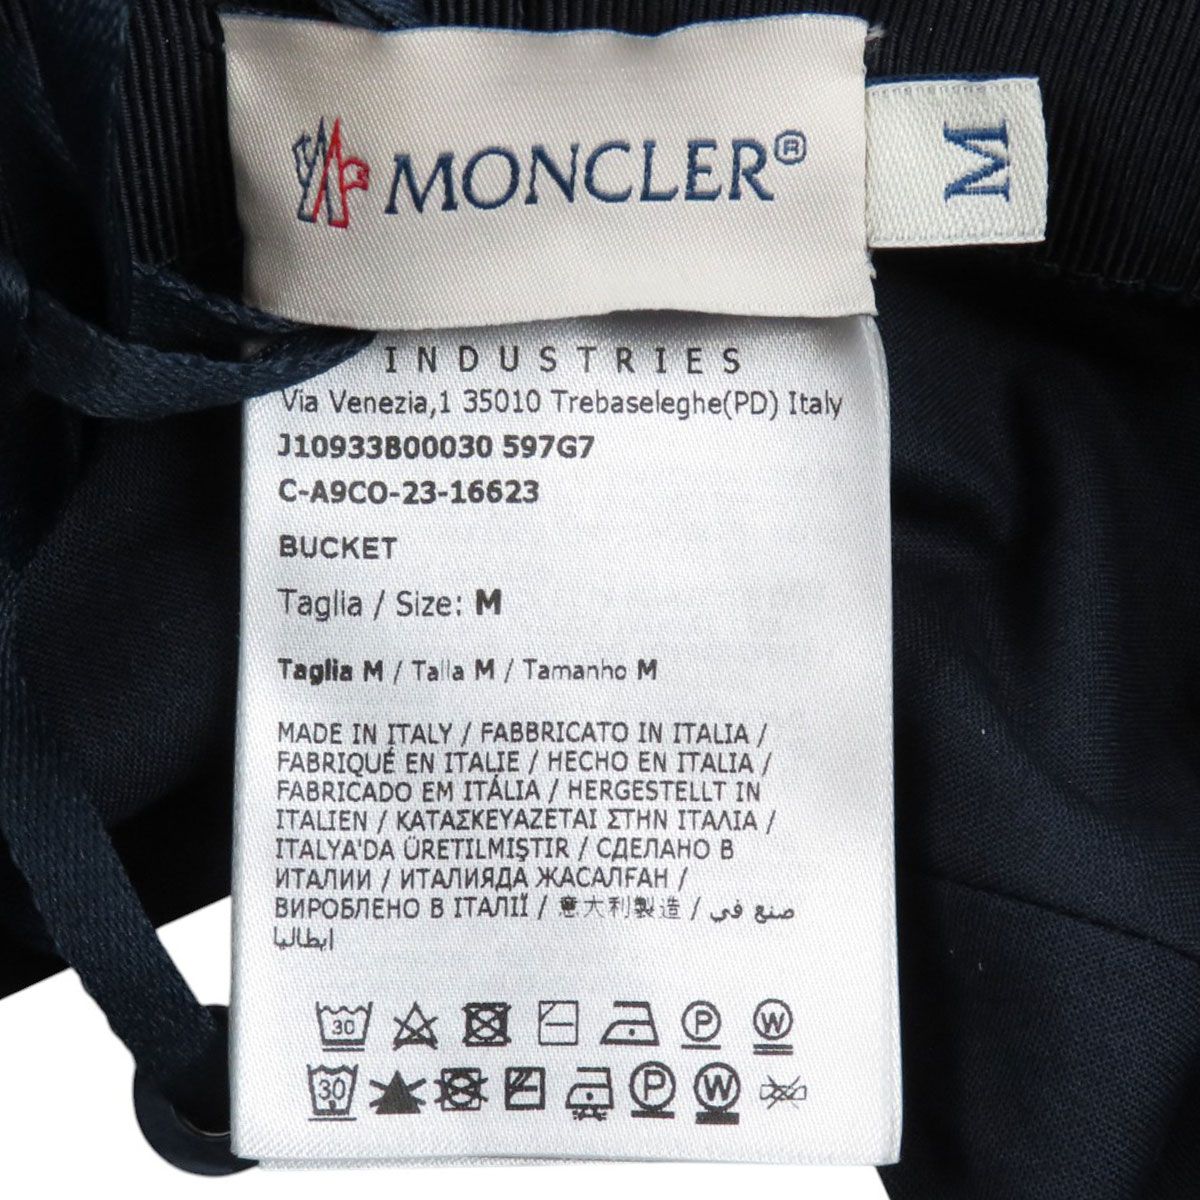 MONCLER®
M
INDUSTRIES
Via Venezia,1 35010 Trebaseleghe(PD) Italy
J10933B00030 597G7
C-A9CO-23-16623
BUCKET
Taglia / Size: M
Taglia M / Talla M / Tamanho M
MADE IN ITALY / FABBRICATO IN ITALIA /
FABRIQUÉ EN ITALIE / HECHO EN ITALIA /
FABRICADO EM ITÁLIA / HERGESTELLT IN
ITALIEN / ΚΑΤΑΣΚΕΥΑΖΕΤΑΙ ΣΤΗΝ ΙΤΑΛΙΑ /
ITALYA'DA ÜRETILMIŞTIR / СДЕЛАНО В
ИТАЛИИ / ИТАЛИЯДА ЖАСАЛҒАН /
ВИРОБЛЕНО В ІТАЛІЇ / 意大利製造 / صنع في
ايطاليا
30 P W
30 P W